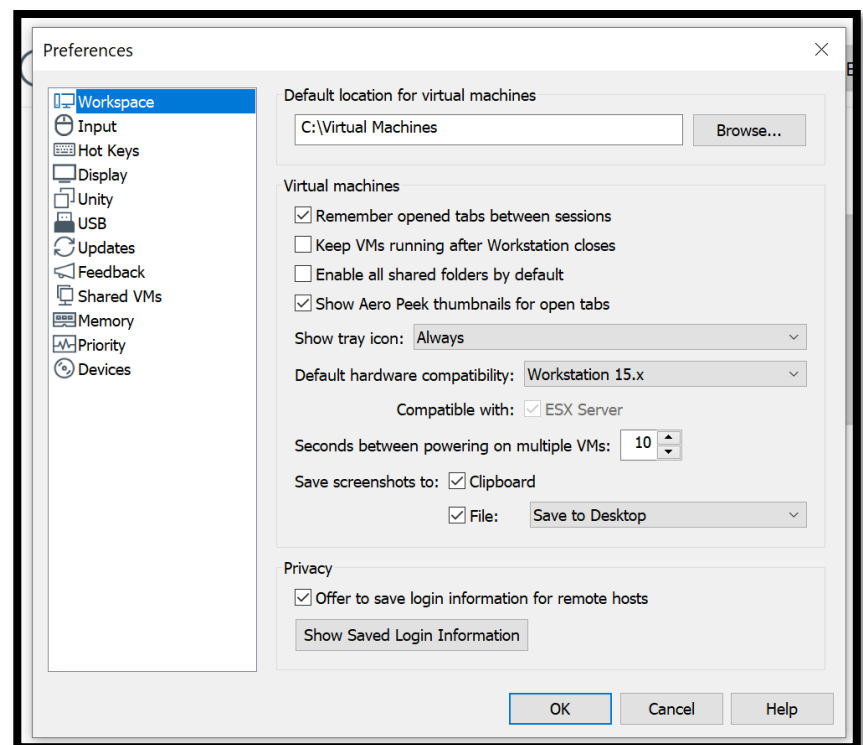 Preferences
Workspace
Input
Hot Keys
Display
Unity
USB
Updates
Feedback
Shared VMs
Memory
Priority
Devices
Default location for virtual machines
C:\Virtual Machines
Browse...
Virtual machines
Remember opened tabs between sessions
Keep VMs running after Workstation closes
Enable all shared folders by default
Show Aero Peek thumbnails for open tabs
Show tray icon: Always
Default hardware compatibility: Workstation 15.x
Compatible with: ESX Server
Seconds between powering on multiple VMs: 10
Save screenshots to: Clipboard
File: Save to Desktop
Privacy
Offer to save login information for remote hosts
Show Saved Login Information
OK Cancel Help